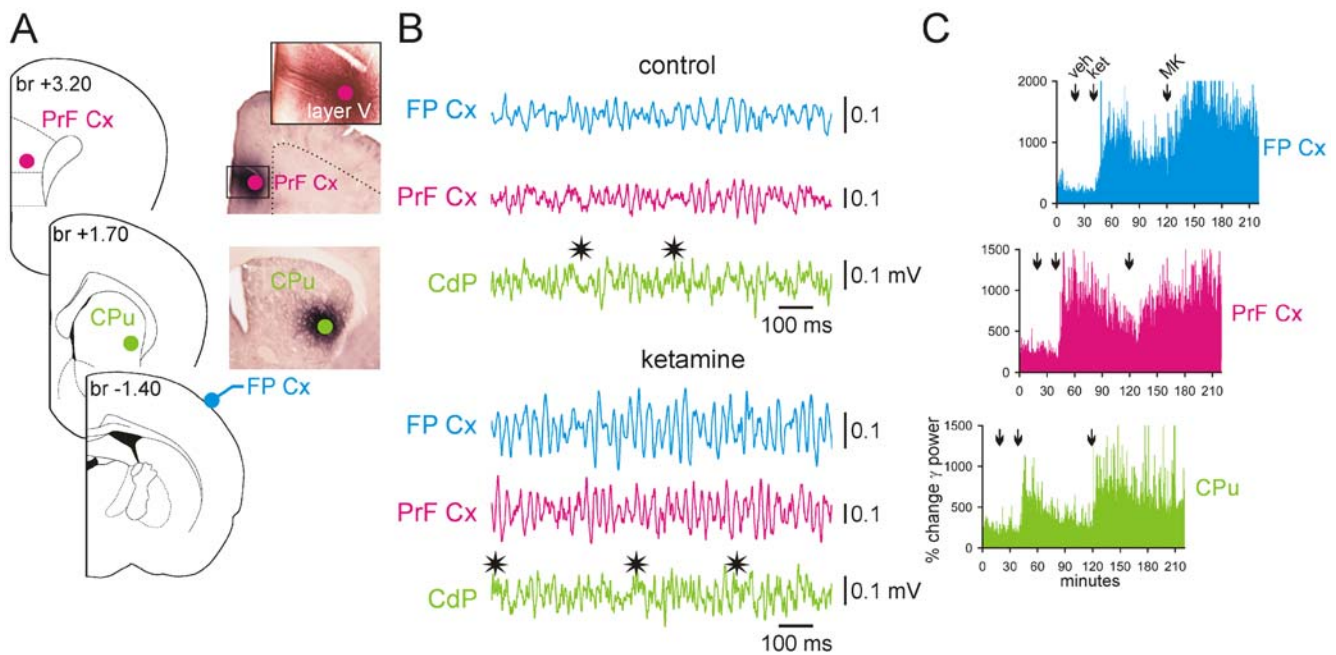 A
br +3.20
PrF Cx
br +1.70
CPu
br -1.40
FP Cx
layer V
PrF Cx
CPu
B
control
FP Cx
0.1
PrF Cx
0.1
CdP
0.1 mV
100 ms
ketamine
FP Cx
0.1
PrF Cx
0.1
CdP
0.1 mV
100 ms
C
veh
ket
MK
2000
1000
0
0 30 60 90 120 150 180 210
FP Cx
1500
1000
500
0
0 30 60 90 120 150 180 210
PrF Cx
% change γ power
1500
1000
500
0
0 30 60 90 120 150 180 210
minutes
CPu